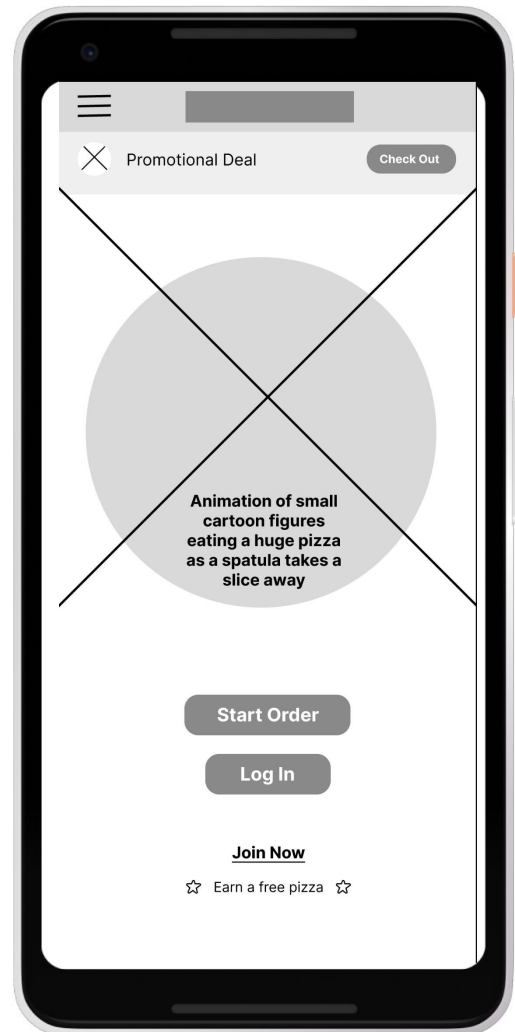 Promotional Deal
Check Out
Animation of small
cartoon figures
eating a huge pizza
as a spatula takes a
slice away
Start Order
Log In
Join Now
Earn a free pizza